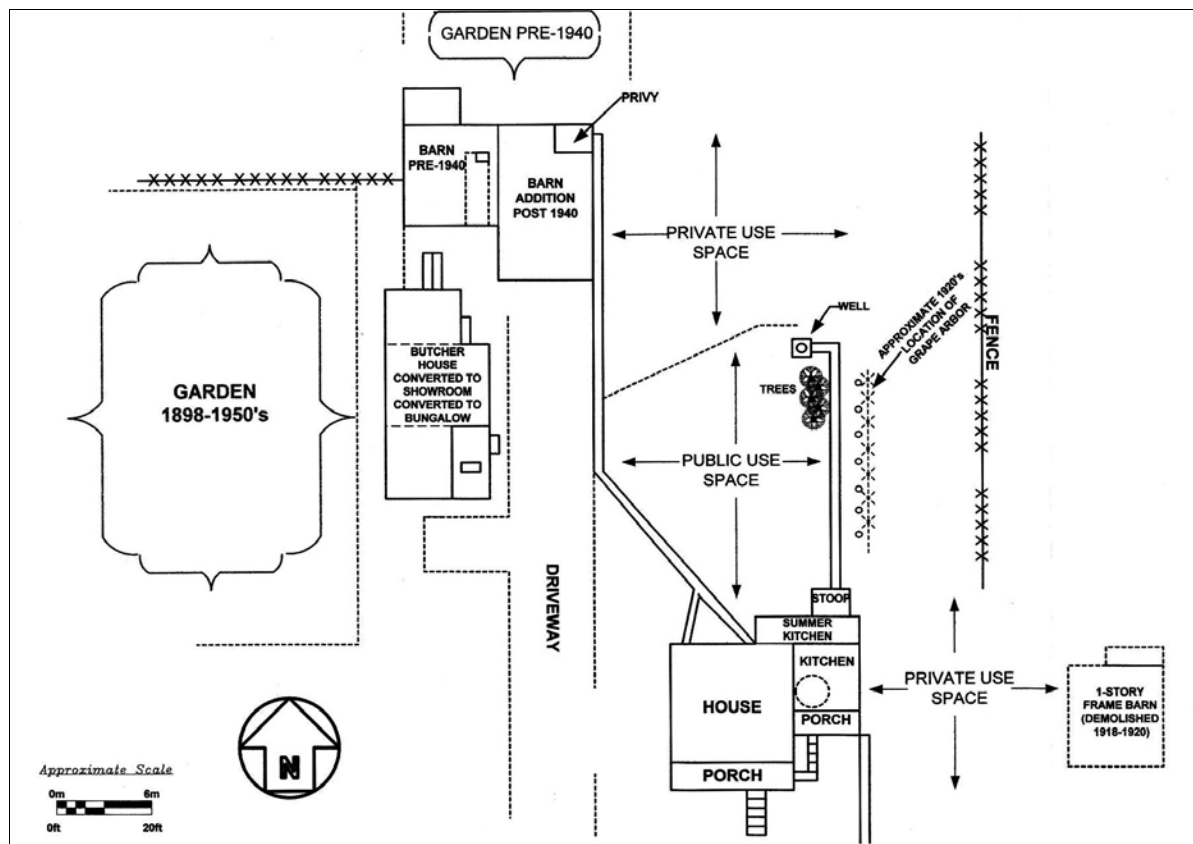 GARDEN PRE-1940
PRIVY
BARN
PRE-1940
BARN
ADDITION
POST 1940
PRIVATE USE
SPACE
WELL
APPROXIMATE 1920's
LOCATION OF
GRAPE ARBOR
FENCE
BUTCHER
HOUSE
CONVERTED TO
SHOWROOM
CONVERTED TO
BUNGALOW
GARDEN
1898-1950's
TREES
PUBLIC USE
SPACE
DRIVEWAY
STOOP
SUMMER
KITCHEN
KITCHEN
HOUSE
PORCH
PORCH
PRIVATE USE
SPACE
1-STORY
FRAME BARN
(DEMOLISHED
1918-1920)
N
Approximate Scale
0m 6m
0ft 20ft